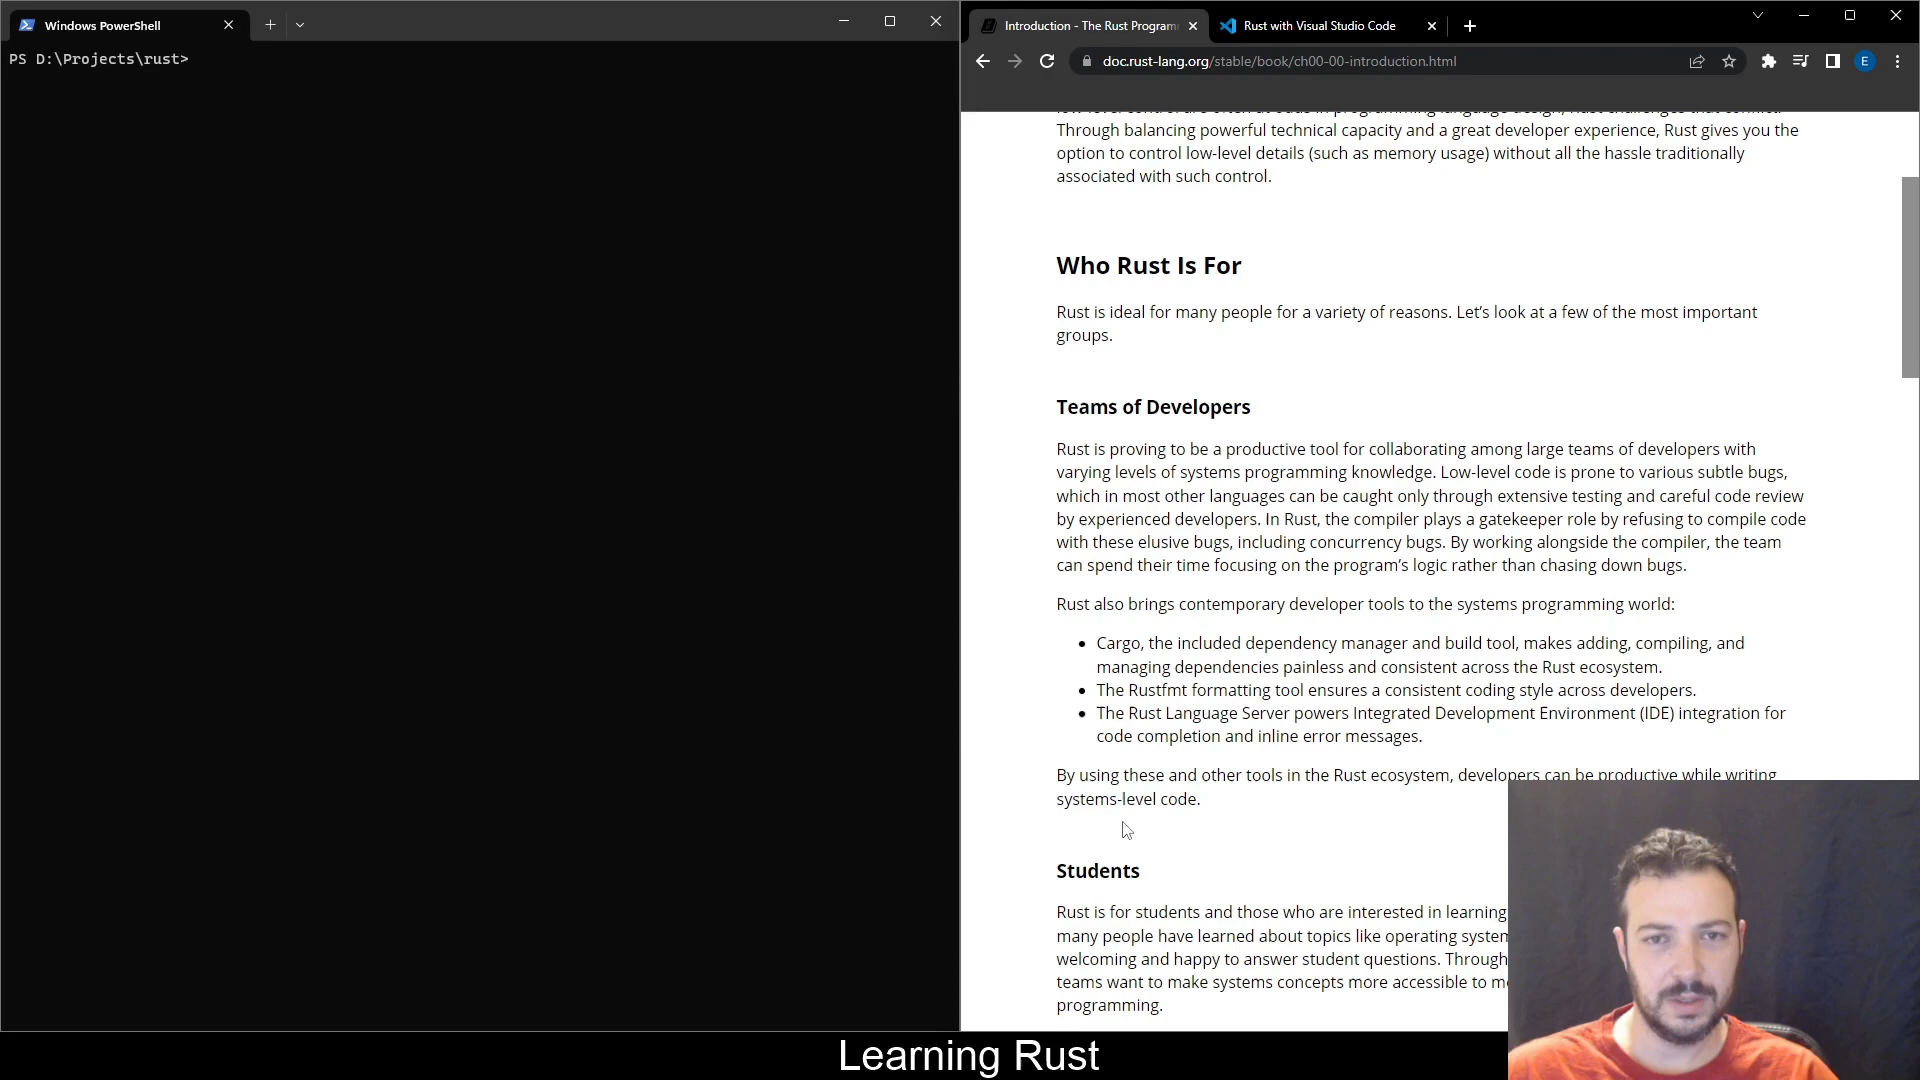 Windows PowerShell
PS D:\Projects\rust>
Introduction - The Rust Program
Rust with Visual Studio Code
doc.rust-lang.org/stable/book/ch00-00-introduction.html
E
Through balancing powerful technical capacity and a great developer experience, Rust gives you the
option to control low-level details (such as memory usage) without all the hassle traditionally
associated with such control.
Who Rust Is For
Rust is ideal for many people for a variety of reasons. Let’s look at a few of the most important
groups.
Teams of Developers
Rust is proving to be a productive tool for collaborating among large teams of developers with
varying levels of systems programming knowledge. Low-level code is prone to various subtle bugs,
which in most other languages can be caught only through extensive testing and careful code review
by experienced developers. In Rust, the compiler plays a gatekeeper role by refusing to compile code
with these elusive bugs, including concurrency bugs. By working alongside the compiler, the team
can spend their time focusing on the program’s logic rather than chasing down bugs.
Rust also brings contemporary developer tools to the systems programming world:
• Cargo, the included dependency manager and build tool, makes adding, compiling, and
managing dependencies painless and consistent across the Rust ecosystem.
• The Rustfmt formatting tool ensures a consistent coding style across developers.
• The Rust Language Server powers Integrated Development Environment (IDE) integration for
code completion and inline error messages.
By using these and other tools in the Rust ecosystem, developers can be productive while writing
systems-level code.
Students
Rust is for students and those who are interested in learning
many people have learned about topics like operating
welcoming and happy to answer student questions. Through
teams want to make systems concepts more accessible to
programming.
Learning Rust